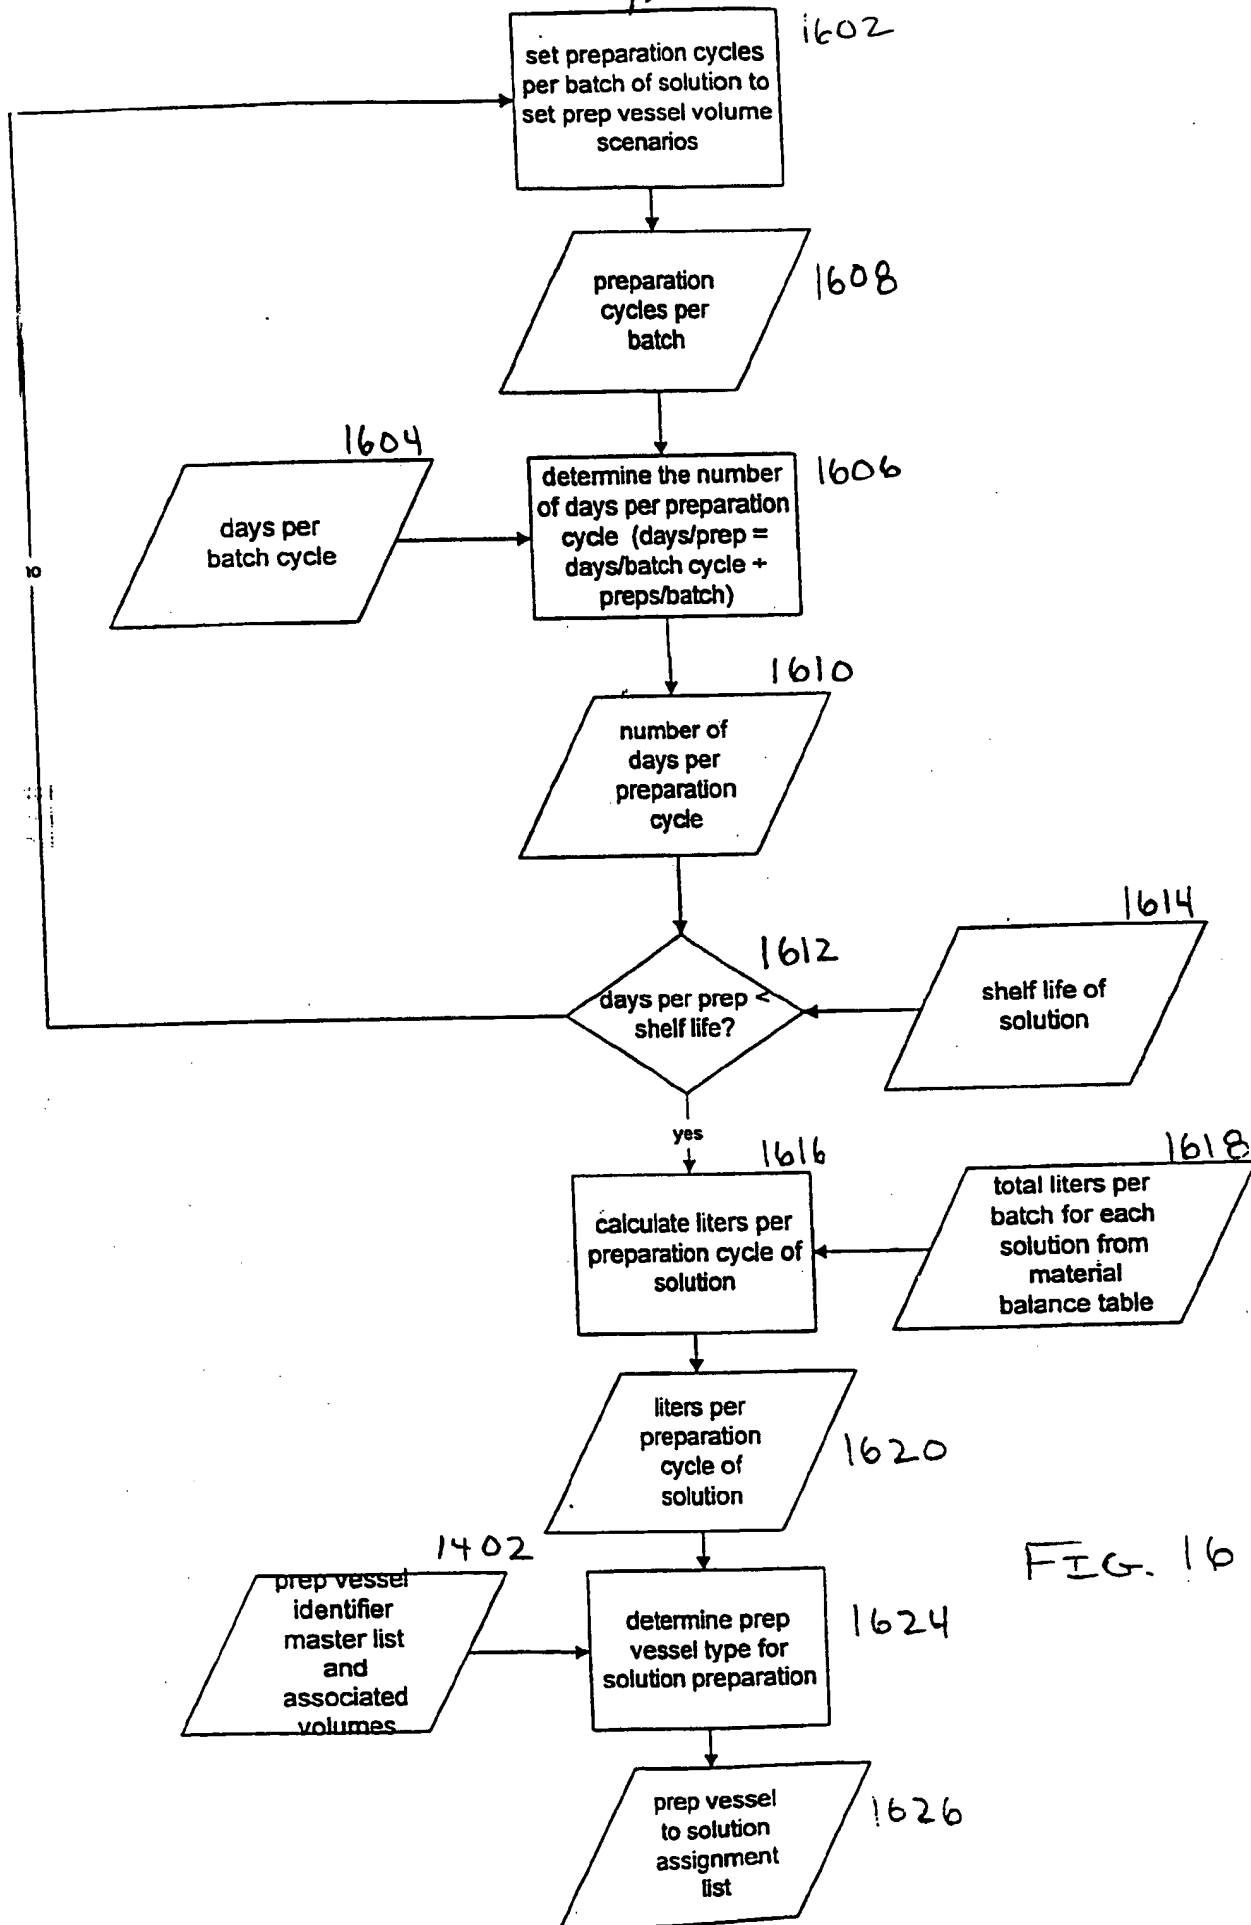 1602
set preparation cycles
per batch of solution to
set prep vessel volume
scenarios
preparation
cycles per
batch
1608
1604
days per
batch cycle
determine the number
of days per preparation
cycle (days/prep =
days/batch cycle ÷
preps/batch)
1606
1610
number of
days per
preparation
cycle
1612
days per prep <
shelf life?
1614
shelf life of
solution
yes
1616
calculate liters per
preparation cycle of
solution
1618
total liters per
batch for each
solution from
material
balance table
liters per
preparation
cycle of
solution
1620
1402
prep vessel
identifier
master list
and
associated
volumes
determine prep
vessel type for
solution preparation
1624
FIG. 16
prep vessel
to solution
assignment
list
1626